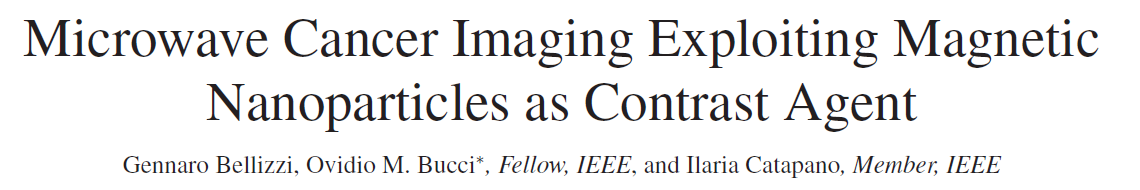 Microwave Cancer Imaging Exploiting Magnetic
Nanoparticles as Contrast Agent
Gennaro Bellizzi, Ovidio M. Bucci*, Fellow, IEEE, and Ilaria Catapano, Member, IEEE